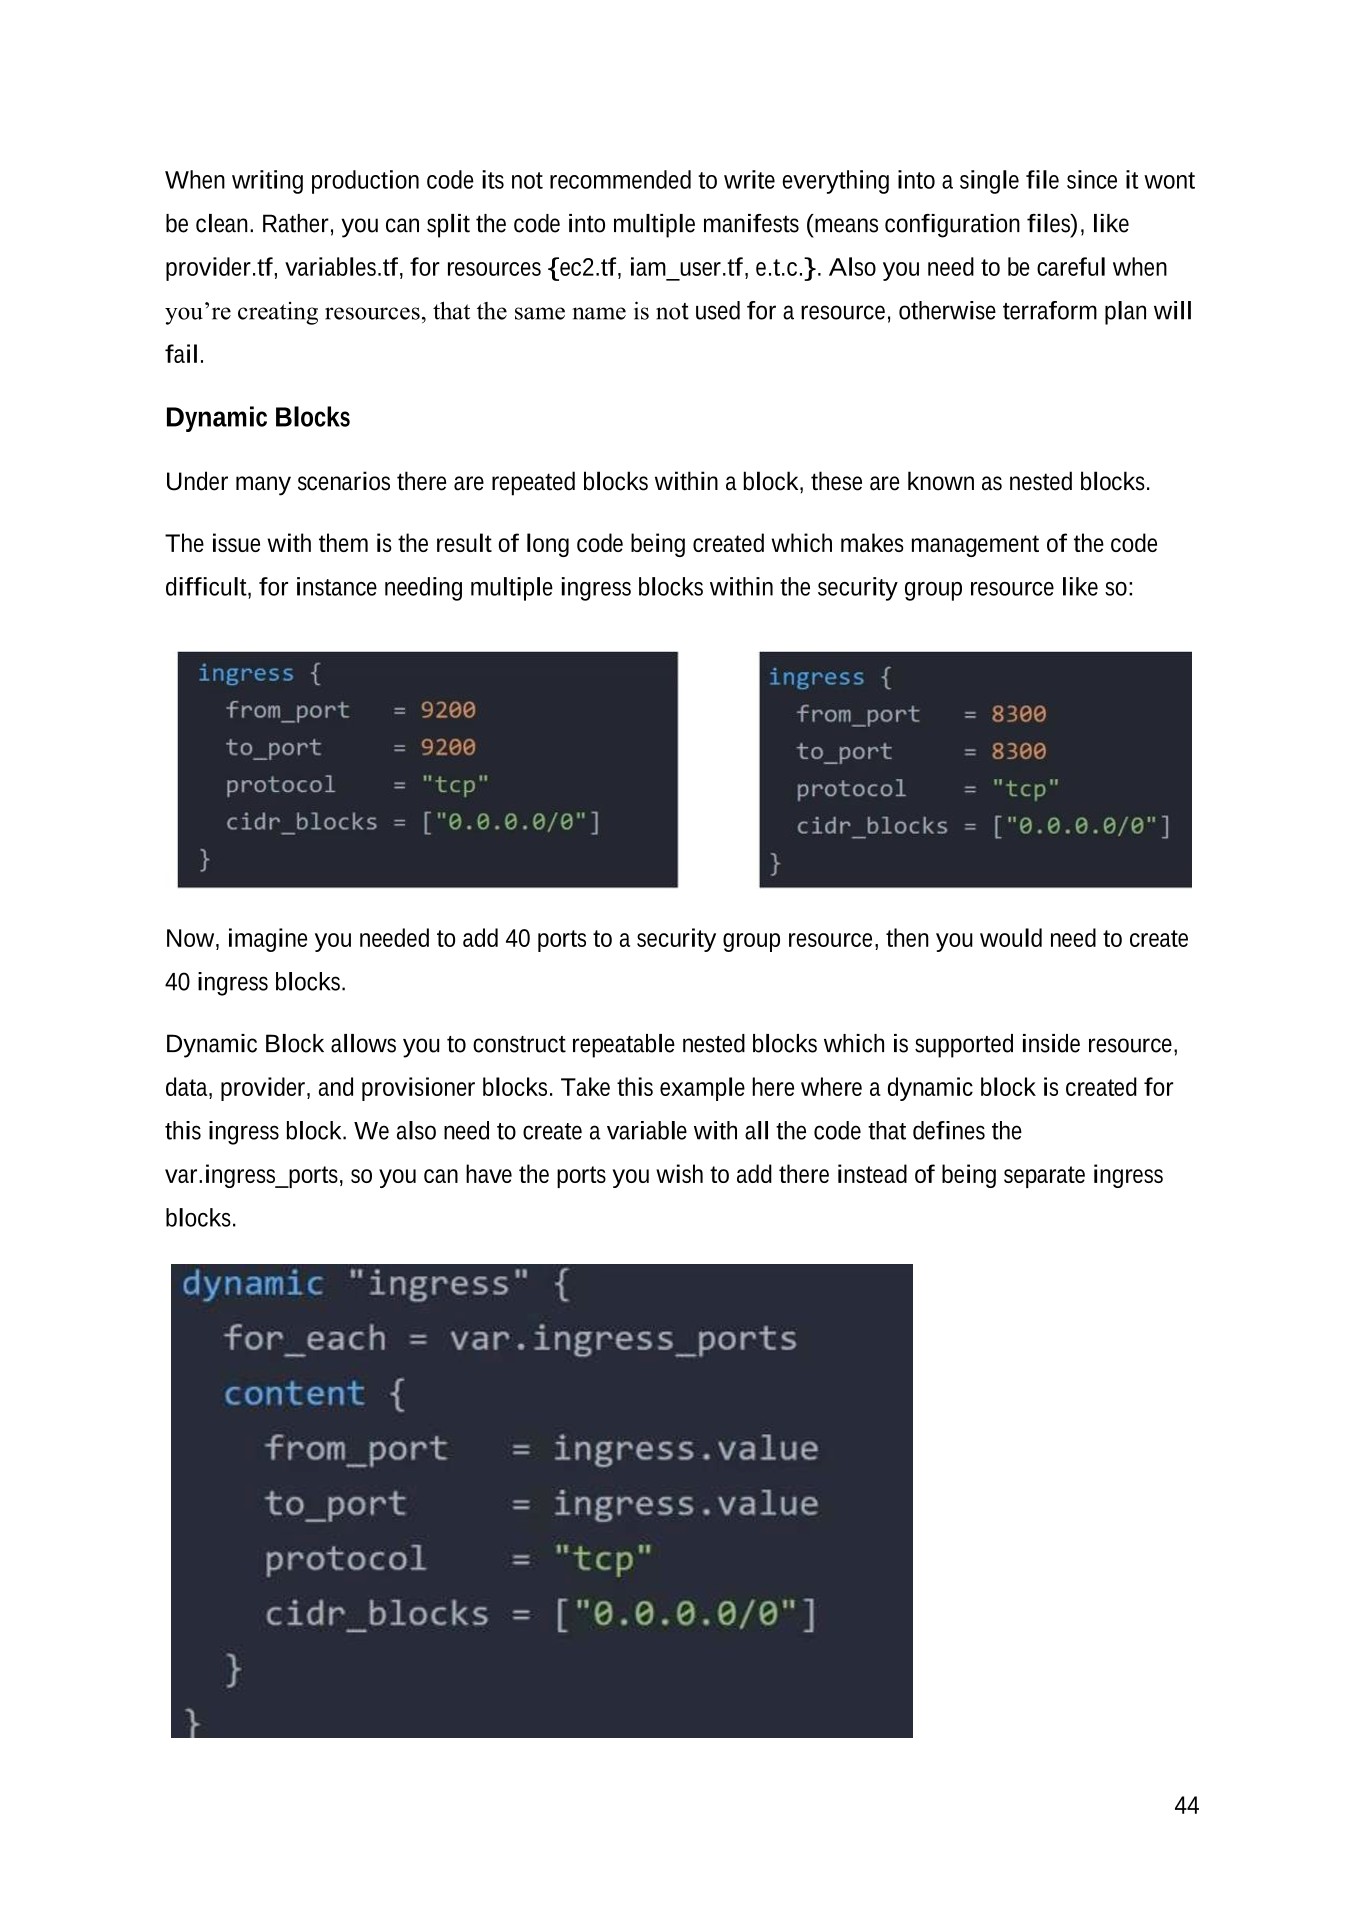 When writing production code its not recommended to write everything into a single file since it wont
be clean. Rather, you can split the code into multiple manifests (means configuration files), like
provider.tf, variables.tf, for resources {ec2.tf, iam_user.tf, e.t.c.}. Also you need to be careful when
you’re creating resources, that the same name is not used for a resource, otherwise terraform plan will
fail.
Dynamic Blocks
Under many scenarios there are repeated blocks within a block, these are known as nested blocks.
The issue with them is the result of long code being created which makes management of the code
difficult, for instance needing multiple ingress blocks within the security group resource like so:
ingress {
from_port = 9200
to_port = 9200
protocol = "tcp"
cidr_blocks = ["0.0.0.0/0"]
}
ingress {
from_port = 8300
to_port = 8300
protocol = "tcp"
cidr_blocks = ["0.0.0.0/0"]
}
Now, imagine you needed to add 40 ports to a security group resource, then you would need to create
40 ingress blocks.
Dynamic Block allows you to construct repeatable nested blocks which is supported inside resource,
data, provider, and provisioner blocks. Take this example here where a dynamic block is created for
this ingress block. We also need to create a variable with all the code that defines the
var.ingress_ports, so you can have the ports you wish to add there instead of being separate ingress
blocks.
dynamic "ingress" {
for_each = var.ingress_ports
content {
from_port = ingress.value
to_port = ingress.value
protocol = "tcp"
cidr_blocks = ["0.0.0.0/0"]
}
}
44